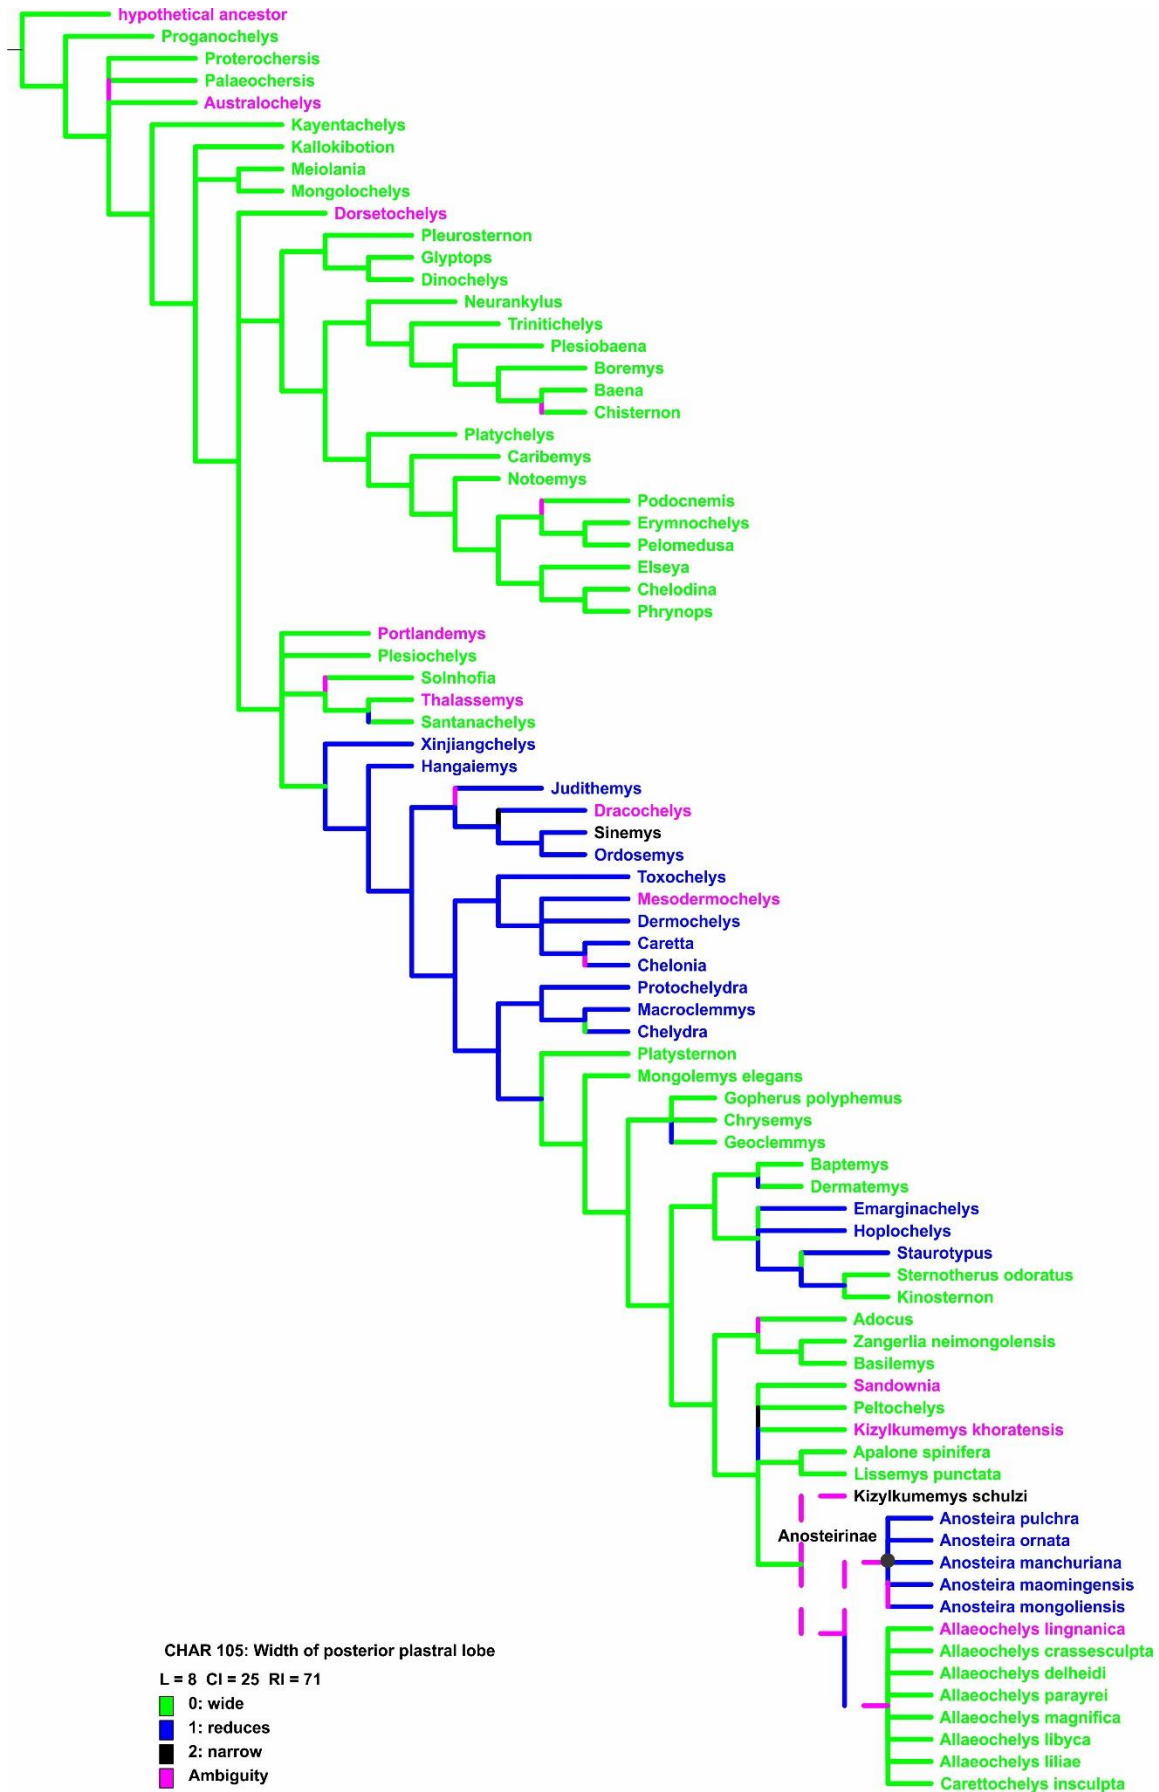 hypothetical ancestor
Proganochelys
Proterochersis
Palaeochersis
Australochelys
Kayentachelys
Kallokibotion
Meiolania
Mongolochelys
Dorsetochelys
Pleurosternon
Glyptops
Dinochelys
Neurankylus
Trinitichelys
Plesiobaena
Boremys
Baena
Chisternon
Platychelys
Caribemys
Notoemys
Podocnemis
Erymnochelys
Pelomedusa
Elseya
Chelodina
Phrynops
Portlandemys
Plesiochelys
Solnhofia
Thalassemys
Santanachelys
Xinjiangchelys
Hangaiemys
Judithemys
Dracochelys
Sinemys
Ordosemys
Toxochelys
Mesodermochelys
Dermochelys
Caretta
Chelonia
Protochelydra
Macroclemmys
Chelydra
Platysternon
Mongolemys elegans
Gopherus polyphemus
Chrysemys
Geoclemmys
Baptemys
Dermatemys
Emarginachelys
Hoplochelys
Staurotypus
Sternotherus odoratus
Kinosternon
Adocus
Zangerlia neimongolensis
Basilemys
Sandownia
Peltochelys
Kizylkumemys khoratensis
Apalone spinifera
Lissemys punctata
Kizylkumemys schulzi
Anosteira pulchra
Anosteirinae
Anosteira ornata
Anosteira manchuriana
Anosteira maomingensis
Anosteira mongoliensis
Allaeochelys lingnanica
Allaeochelys crassesculpta
Allaeochelys delheidi
Allaeochelys parayrei
Allaeochelys magnifica
Allaeochelys libyca
Allaeochelys liliae
Carettochelys insculpta
CHAR 105: Width of posterior plastral lobe
L = 8 CI = 25 RI = 71
0: wide
1: reduces
2: narrow
Ambiguity